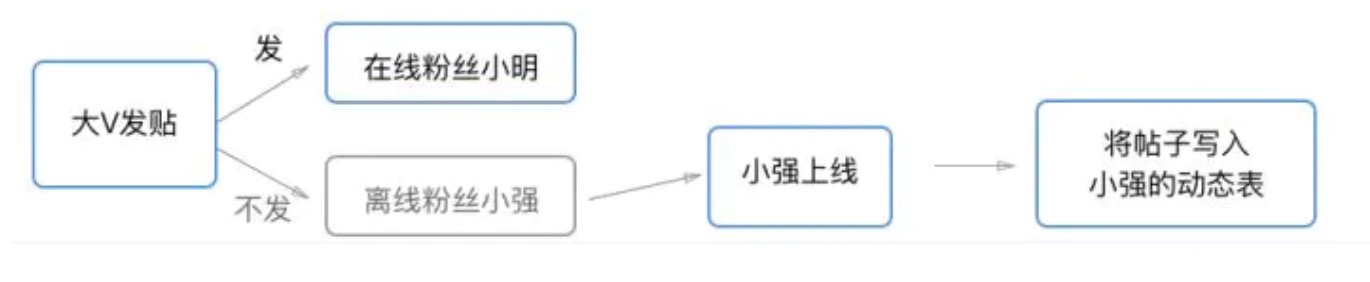 发
在线粉丝小明
大V发贴
不发
离线粉丝小强
小强上线
将帖子写入
小强的动态表